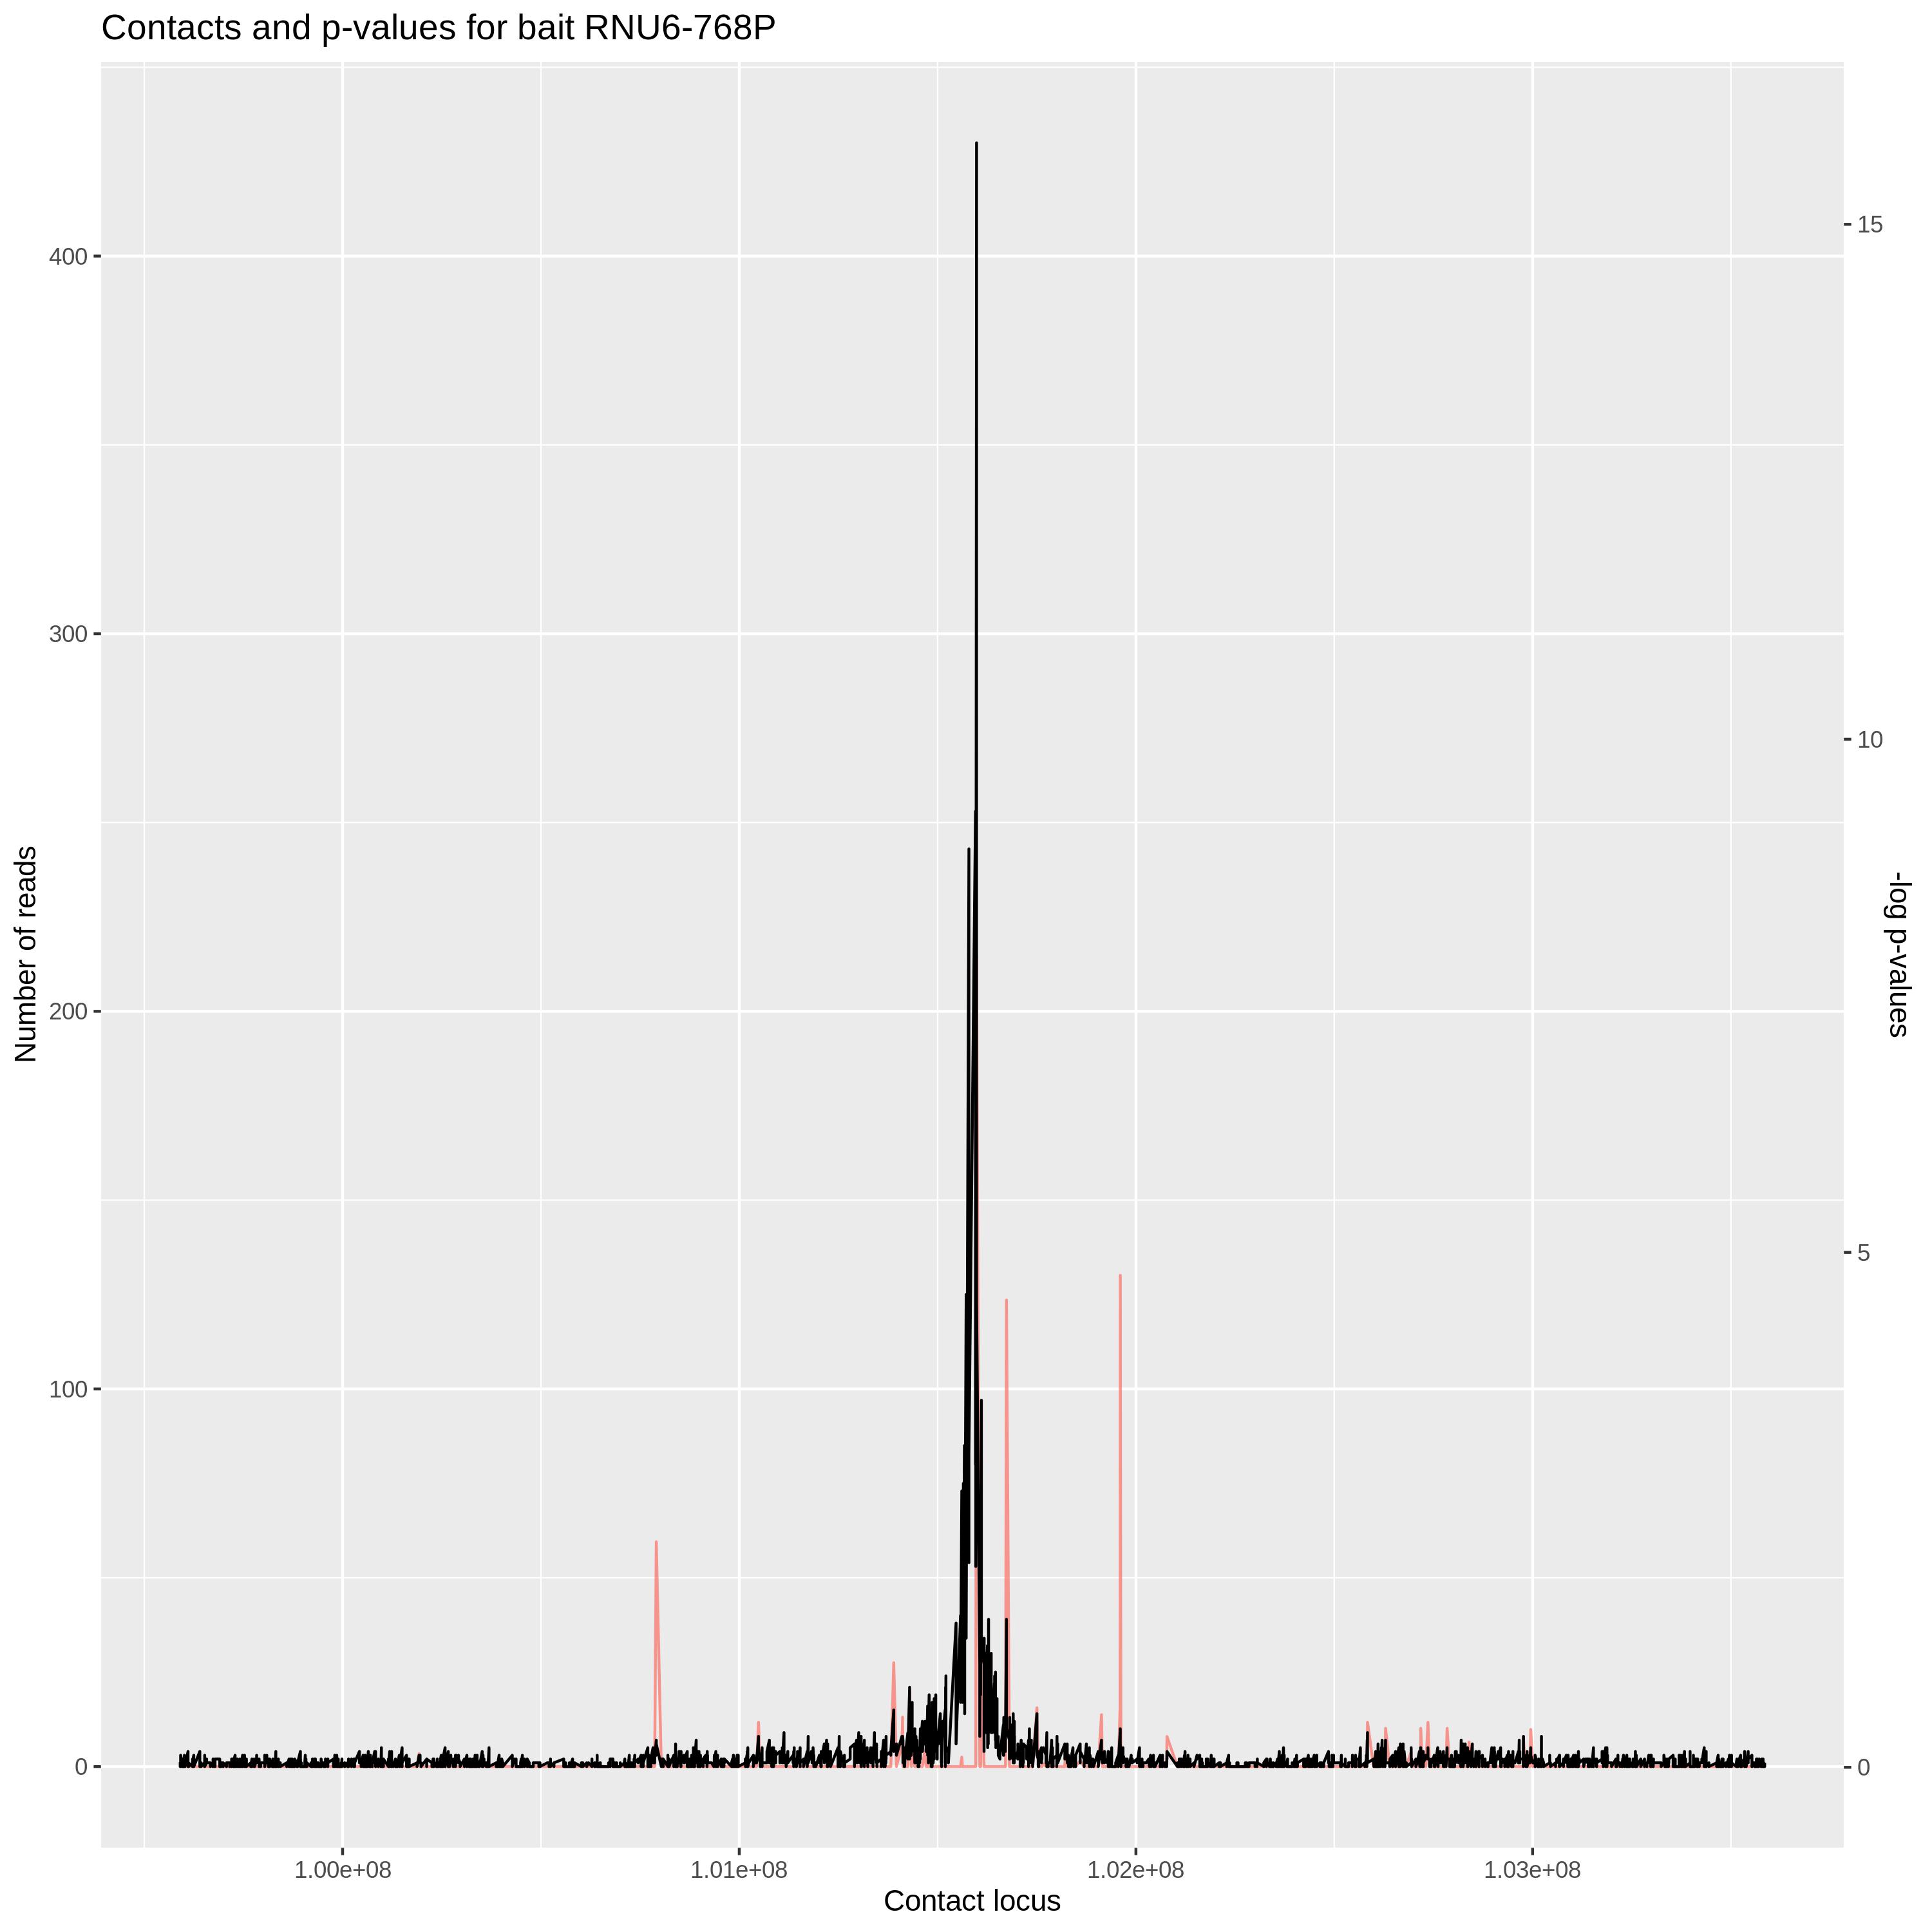 Contacts and p-values for bait RNU6-768P
400
300
200
100
0
Number of reads
15
10
5
0
-log p-values
1.00e+08
1.01e+08
1.02e+08
1.03e+08
Contact locus